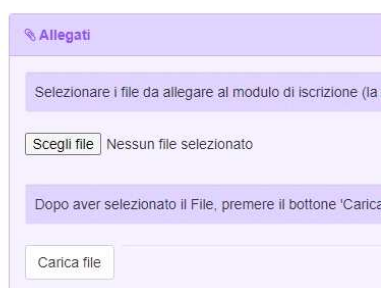 Allegati
Selezionare i file da allegare al modulo di iscrizione (la
Scegli file Nessun file selezionato
Dopo aver selezionato il File, premere il bottone 'Carica
Carica file